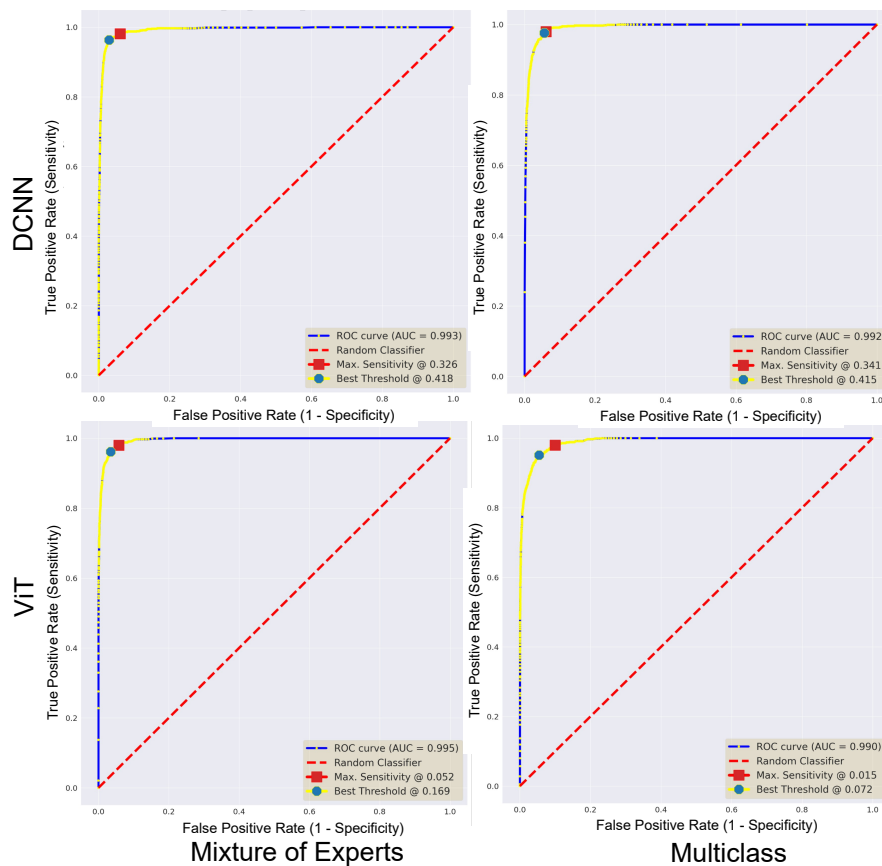 DCNN
True Positive Rate (Sensitivity)
1.0
0.8
0.6
0.4
0.2
0.0
0.0
0.2
0.4
0.6
0.8
1.0
ROC curve (AUC = 0.993)
Random Classifier
Max. Sensitivity @ 0.326
Best Threshold @ 0.418
False Positive Rate (1 - Specificity)
True Positive Rate (Sensitivity)
1.0
0.8
0.6
0.4
0.2
0.0
0.0
0.2
0.4
0.6
0.8
1.0
ROC curve (AUC = 0.992)
Random Classifier
Max. Sensitivity @ 0.341
Best Threshold @ 0.415
False Positive Rate (1 - Specificity)
ViT
True Positive Rate (Sensitivity)
1.0
0.8
0.6
0.4
0.2
0.0
0.0
0.2
0.4
0.6
0.8
1.0
ROC curve (AUC = 0.995)
Random Classifier
Max. Sensitivity @ 0.052
Best Threshold @ 0.169
False Positive Rate (1 - Specificity)
True Positive Rate (Sensitivity)
1.0
0.8
0.6
0.4
0.2
0.0
0.0
0.2
0.4
0.6
0.8
1.0
ROC curve (AUC = 0.990)
Random Classifier
Max. Sensitivity @ 0.015
Best Threshold @ 0.072
False Positive Rate (1 - Specificity)
Mixture of Experts
Multiclass